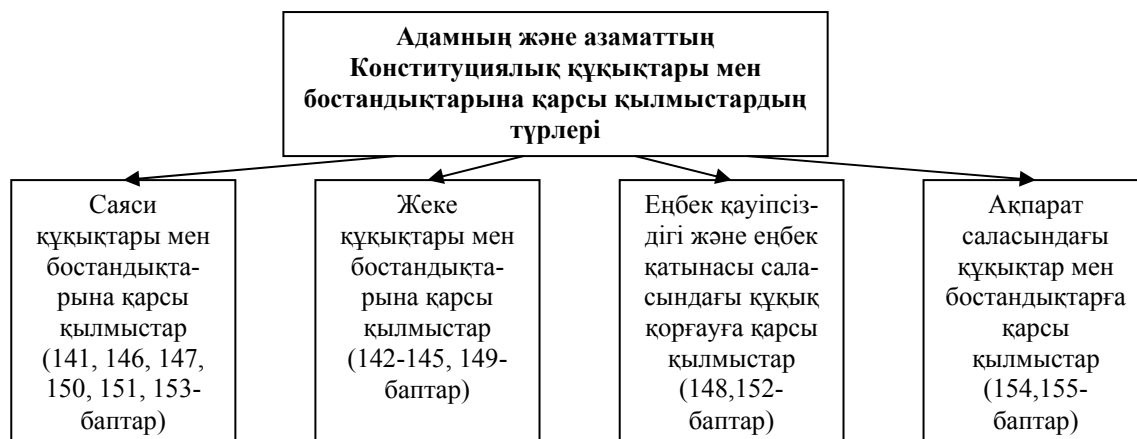 Адамның және азаматтың
Конституциялық құқықтары мен
бостандықтарына қарсы қылмыстардың
түрлері
Саяси
құқықтары мен
бостандықта-
рына қарсы
қылмыстар
(141, 146, 147,
150, 151, 153-
баптар)
Жеке
құқықтары мен
бостандықта-
рына қарсы
қылмыстар
(142-145, 149-
баптар)
Еңбек қауіпсіз-
дігі және еңбек
қатынасы сала-
сындағы құқық
қорғауға қарсы
қылмыстар
(148,152-
баптар)
Ақпарат
саласындағы
құқықтар мен
бостандықтарға
қарсы
қылмыстар
(154,155-
баптар)